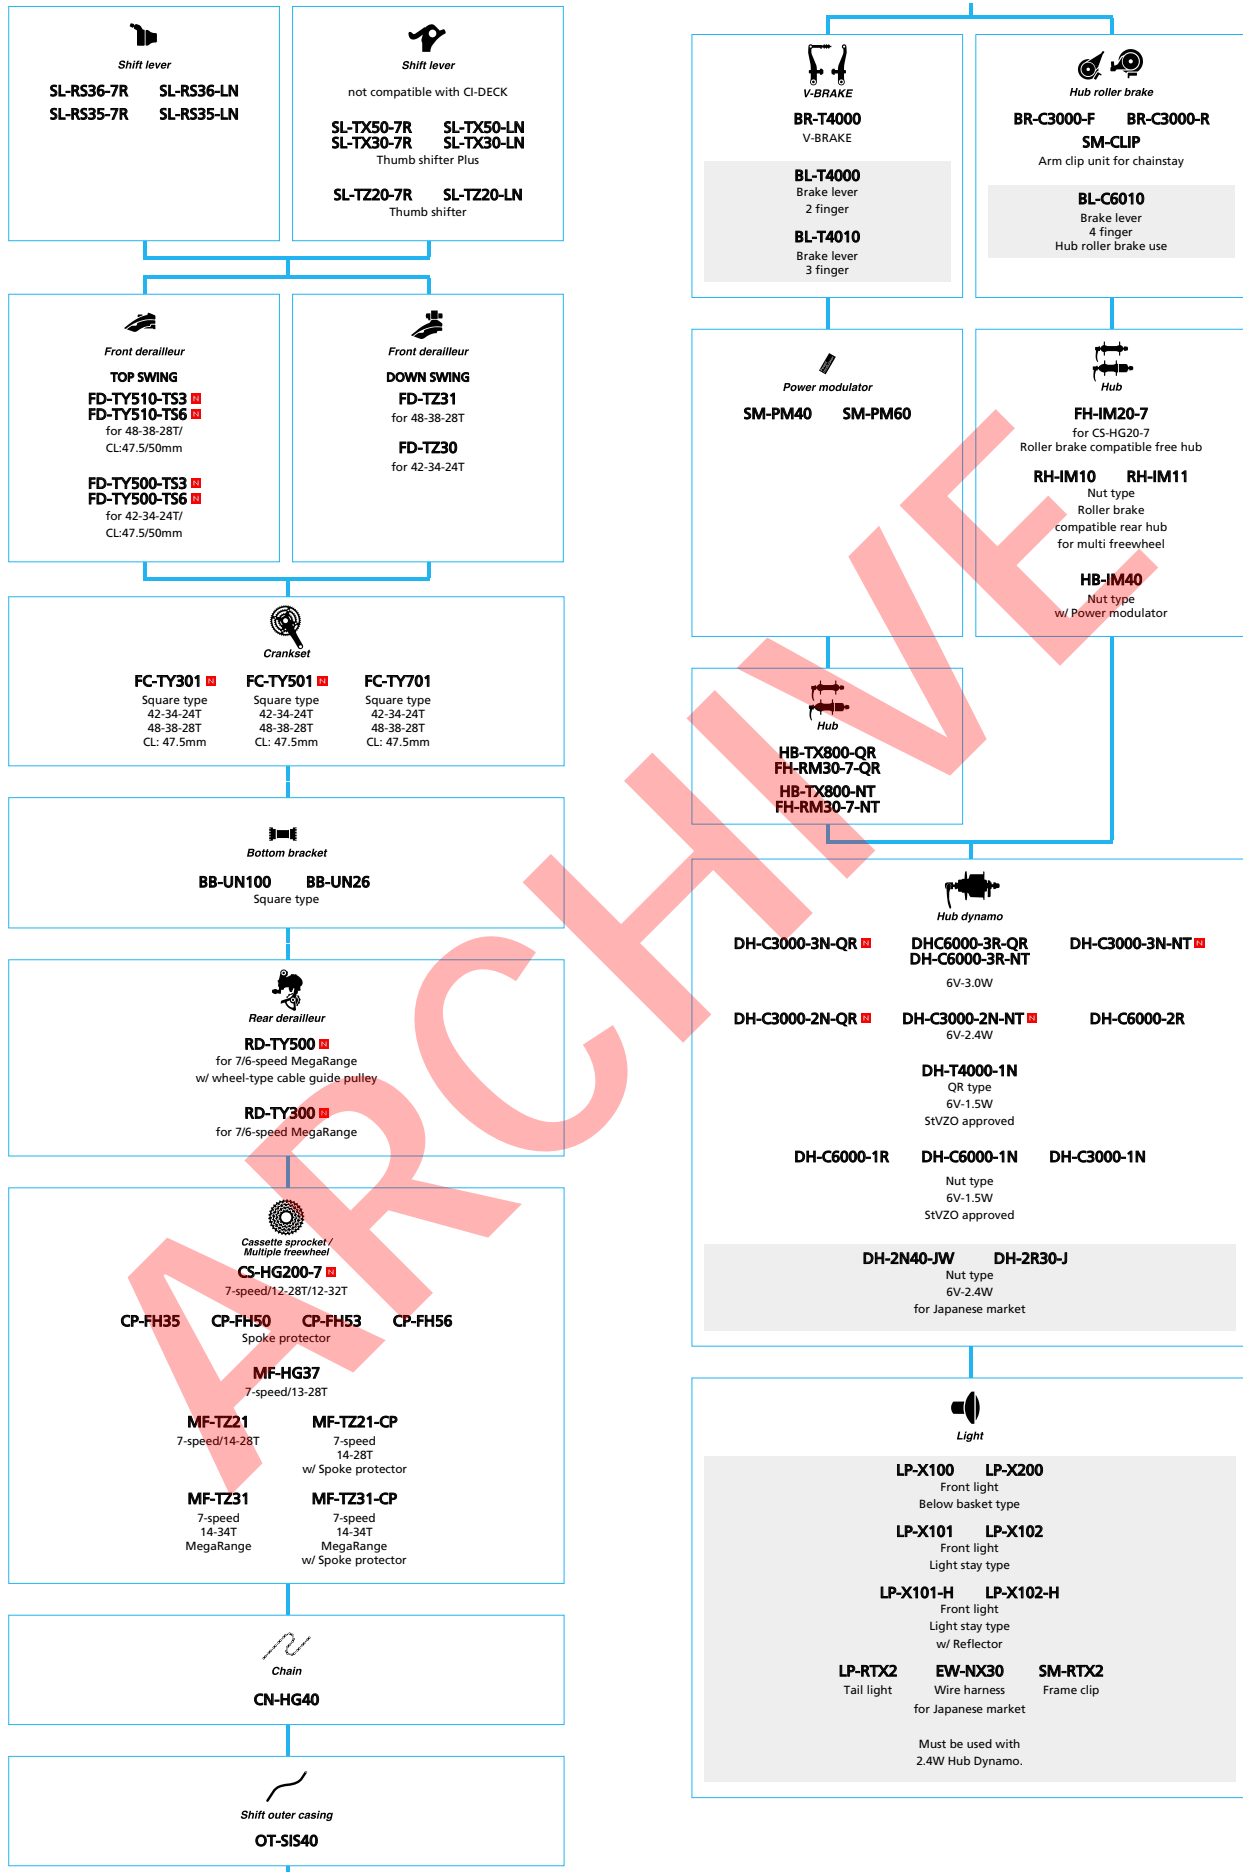 Shift lever
SL-RS36-7R SL-RS36-LN
SL-RS35-7R SL-RS35-LN
Shift lever
not compatible with CI-DECK
SL-TX50-7R SL-TX50-LN
SL-TX30-7R SL-TX30-LN
Thumb shifter Plus
SL-TZ20-7R SL-TZ20-LN
Thumb shifter
Front derailleur
TOP SWING
FD-TY510-TS3 N
FD-TY510-TS6 N
for 48-38-28T/
CL:47.5/50mm
FD-TY500-TS3 N
FD-TY500-TS6 N
for 42-34-24T/
CL:47.5/50mm
Front derailleur
DOWN SWING
FD-TZ31
for 48-38-28T
FD-TZ30
for 42-34-24T
Crankset
FC-TY301 N FC-TY501 N FC-TY701
Square type Square type Square type
42-34-24T 42-34-24T 42-34-24T
48-38-28T 48-38-28T 48-38-28T
CL: 47.5mm CL: 47.5mm CL: 47.5mm
Bottom bracket
BB-UN100 BB-UN26
Square type
Rear derailleur
RD-TY500 N
for 7/6-speed MegaRange
w/ wheel-type cable guide pulley
RD-TY300 N
for 7/6-speed MegaRange
Cassette sprocket /
Multiple freewheel
CS-HG200-7 N
7-speed/12-28T/12-32T
CP-FH35 CP-FH50 CP-FH53 CP-FH56
Spoke protector
MF-HG37
7-speed/13-28T
MF-TZ21 MF-TZ21-CP
7-speed/14-28T 7-speed
14-28T
w/ Spoke protector
MF-TZ31 MF-TZ31-CP
7-speed 7-speed
14-34T 14-34T
MegaRange MegaRange
w/ Spoke protector
Chain
CN-HG40
Shift outer casing
OT-SIS40
V-BRAKE
BR-T4000
V-BRAKE
BL-T4000
Brake lever
2 finger
BL-T4010
Brake lever
3 finger
Hub roller brake
BR-C3000-F BR-C3000-R
SM-CLIP
Arm clip unit for chainstay
BL-C6010
Brake lever
4 finger
Hub roller brake use
Power modulator
SM-PM40 SM-PM60
Hub
FH-IM20-7
for CS-HG20-7
Roller brake compatible free hub
RH-IM10 RH-IM11
Nut type
Roller brake
compatible rear hub
for multi freewheel
HB-IM40
Nut type
w/ Power modulator
Hub
HB-TX800-QR
FH-RM30-7-QR
HB-TX800-NT
FH-RM30-7-NT
Hub dynamo
DH-C3000-3N-QR N DHC6000-3R-QR DH-C3000-3N-NT N
DH-C6000-3R-NT
6V-3.0W
DH-C3000-2N-QR N DH-C3000-2N-NT N DH-C6000-2R
6V-2.4W
DH-T4000-1N
QR type
6V-1.5W
StVZO approved
DH-C6000-1R DH-C6000-1N DH-C3000-1N
Nut type
6V-1.5W
StVZO approved
DH-2N40-JW DH-2R30-J
Nut type
6V-2.4W
for Japanese market
Light
LP-X100 LP-X200
Front light
Below basket type
LP-X101 LP-X102
Front light
Light stay type
LP-X101-H LP-X102-H
Front light
Light stay type
w/ Reflector
LP-RTX2 EW-NX30 SM-RTX2
Tail light Wire harness Frame clip
for Japanese market
Must be used with
2.4W Hub Dynamo.
ARCHIVE